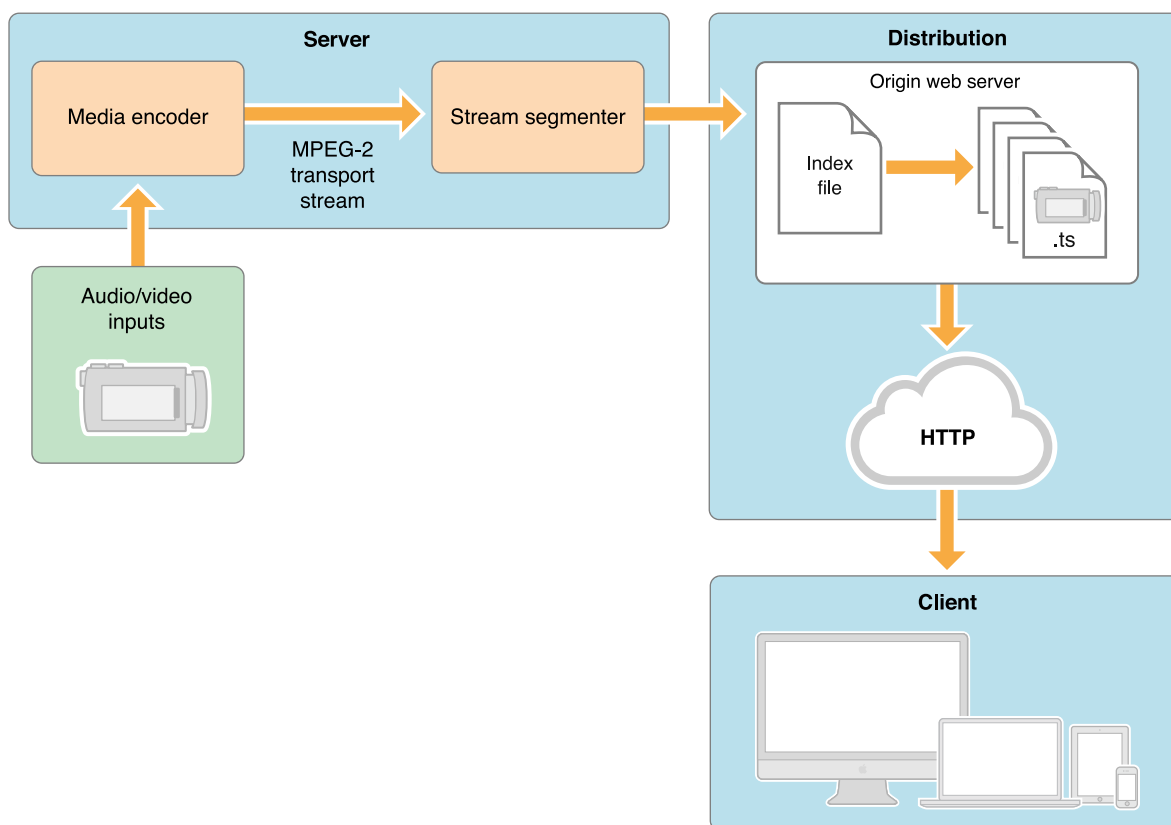 Server
Media encoder
MPEG-2
transport
stream
Stream segmenter
Audio/video
inputs
Distribution
Origin web server
Index
file
.ts
HTTP
Client